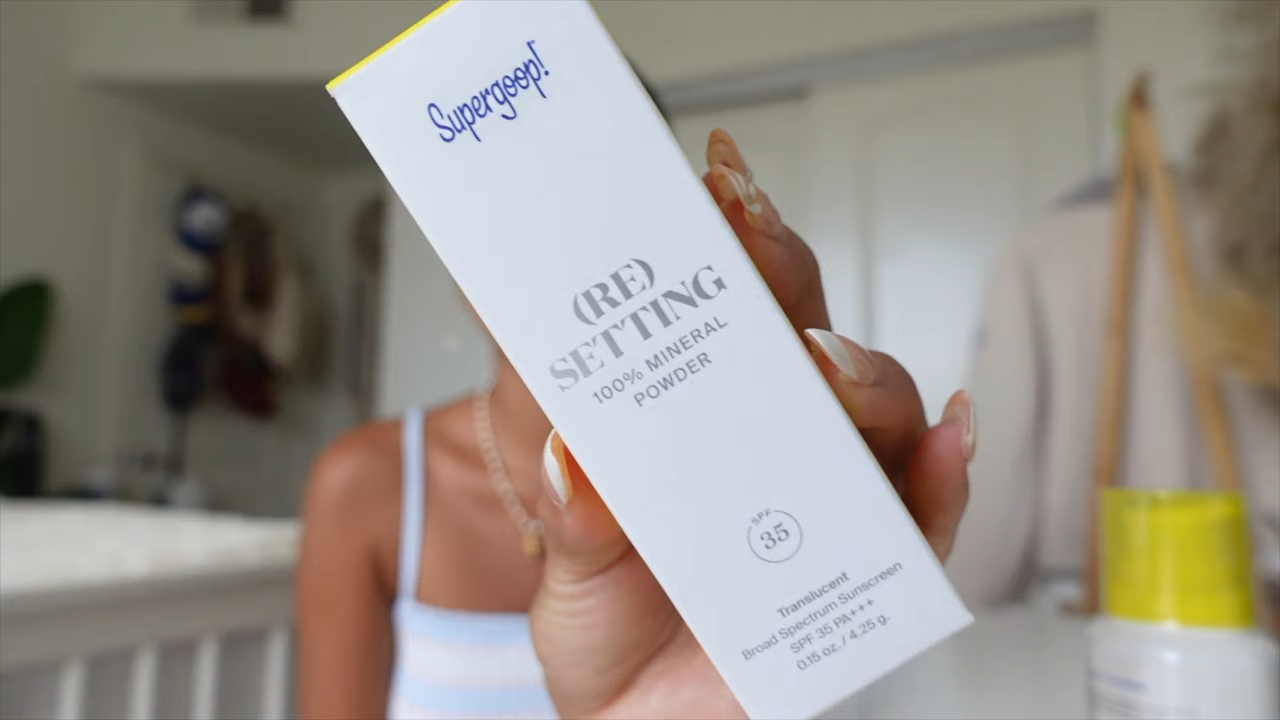 Supergoop!
(RE)
SETTING
100% MINERAL
POWDER
SPF
35
Translucent
Broad Spectrum Sunscreen
SPF 35 PA+++
0.15 oz. / 4.25 g.